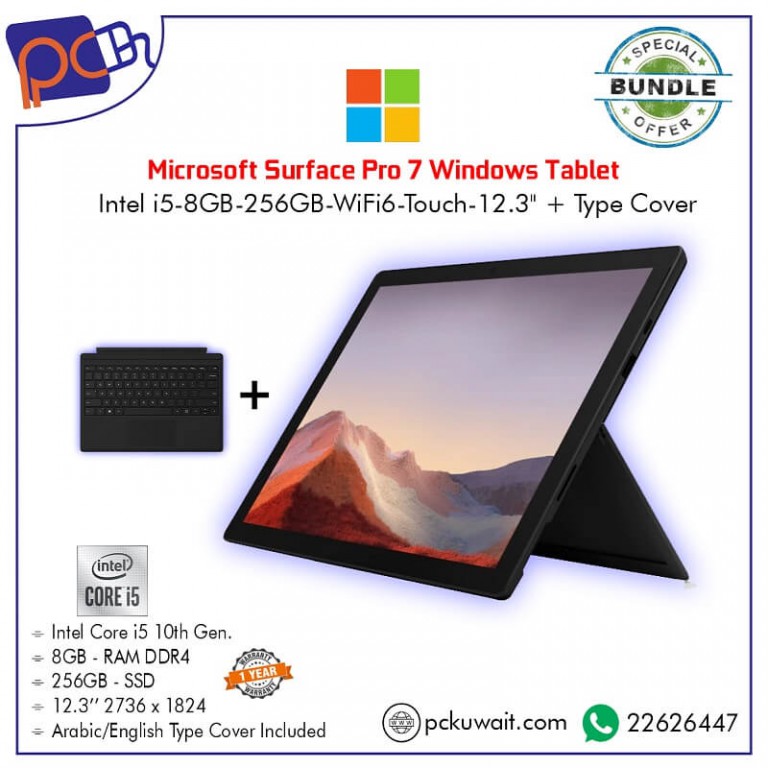 PCBh
SPECIAL
BUNDLE
OFFER
Microsoft Surface Pro 7 Windows Tablet
Intel i5-8GB-256GB-WiFi6-Touch-12.3" + Type Cover
+
intel
CORE i5
Intel Core i5 10th Gen.
8GB - RAM DDR4
256GB - SSD
12.3’’ 2736 x 1824
Arabic/English Type Cover Included
WARRANTY
1 YEAR
WARRANTY
WWW
pckuwait.com
22626447